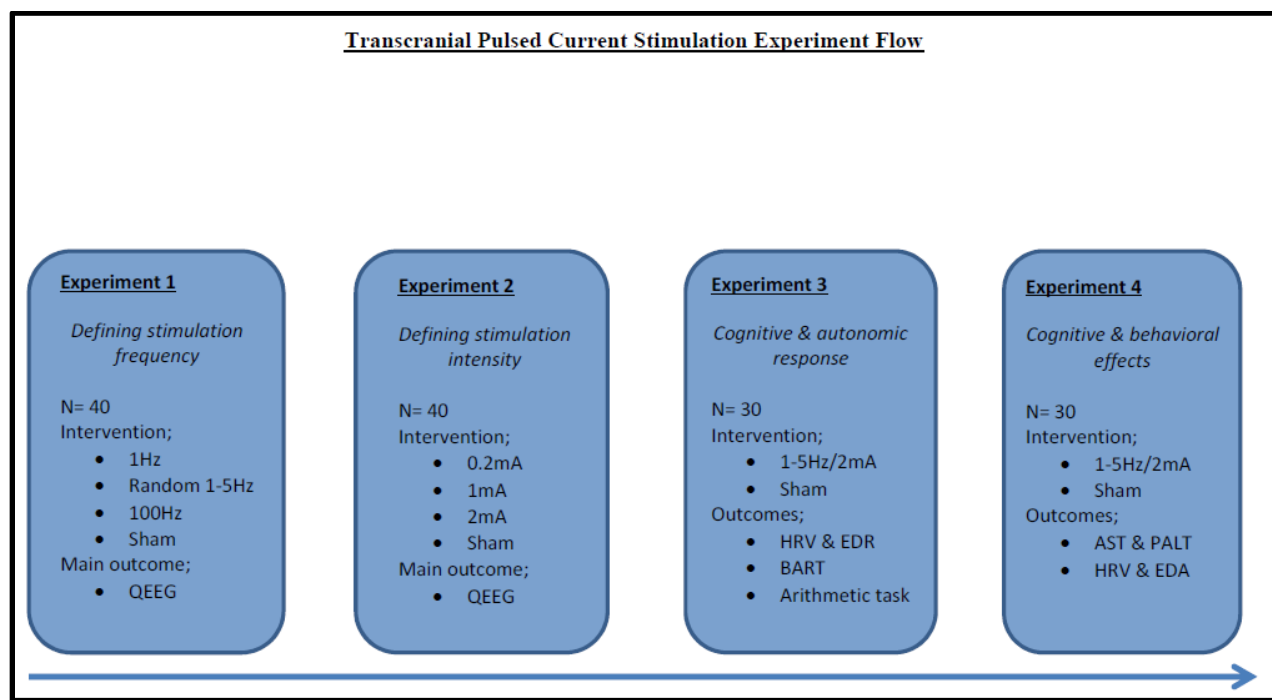 Transcranial Pulsed Current Stimulation Experiment Flow
Experiment 1
Defining stimulation
frequency
N= 40
Intervention;
• 1Hz
• Random 1-5Hz
• 100Hz
• Sham
Main outcome;
• QEEG
Experiment 2
Defining stimulation
intensity
N= 40
Intervention;
• 0.2mA
• 1mA
• 2mA
• Sham
Main outcome;
• QEEG
Experiment 3
Cognitive & autonomic
response
N= 30
Intervention;
• 1-5Hz/2mA
• Sham
Outcomes;
• HRV & EDR
• BART
• Arithmetic task
Experiment 4
Cognitive & behavioral
effects
N= 30
Intervention;
• 1-5Hz/2mA
• Sham
Outcomes;
• AST & PALT
• HRV & EDA